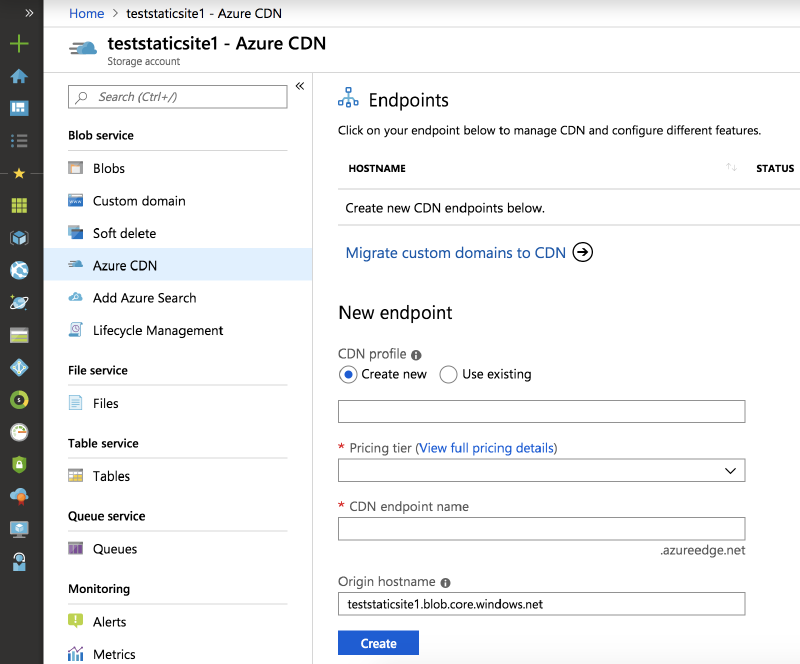 Home > teststaticsite1 - Azure CDN
teststaticsite1 - Azure CDN
Storage account
Search (Ctrl+/)
Blob service
Blobs
Custom domain
Soft delete
Azure CDN
Add Azure Search
Lifecycle Management
File service
Files
Table service
Tables
Queue service
Queues
Monitoring
Alerts
Metrics
Endpoints
Click on your endpoint below to manage CDN and configure different features.
HOSTNAME STATUS
Create new CDN endpoints below.
Migrate custom domains to CDN
New endpoint
CDN profile
Create new Use existing
* Pricing tier (View full pricing details)
* CDN endpoint name
.azureedge.net
Origin hostname
teststaticsite1.blob.core.windows.net
Create